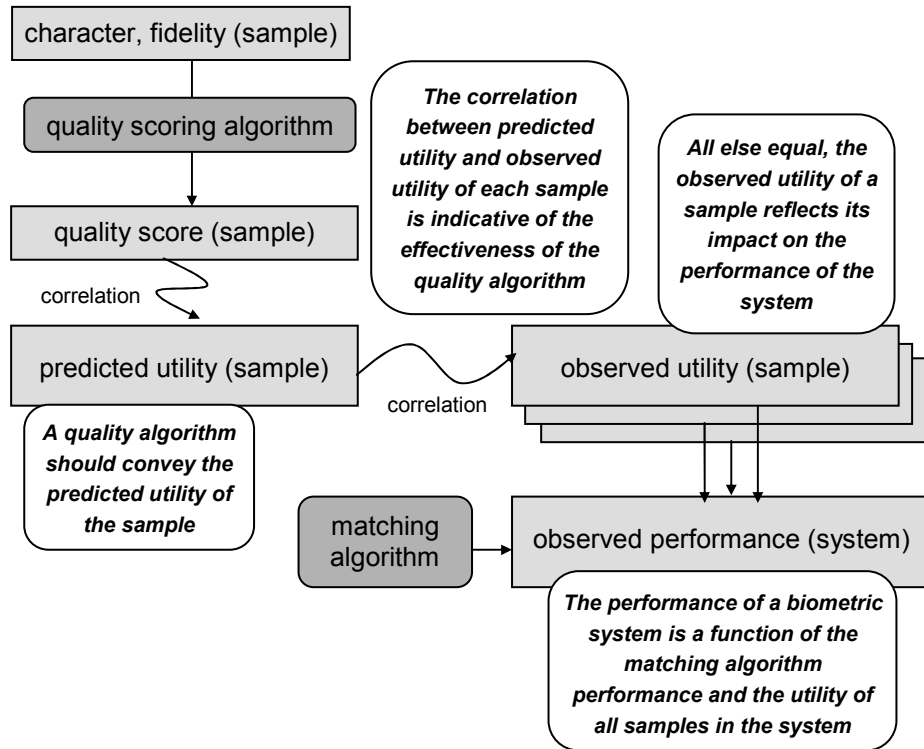 character, fidelity (sample)
quality scoring algorithm
quality score (sample)
correlation
predicted utility (sample)
A quality algorithm
should convey the
predicted utility of
the sample
The correlation
between predicted
utility and observed
utility of each sample
is indicative of the
effectiveness of the
quality algorithm
correlation
All else equal, the
observed utility of a
sample reflects its
impact on the
performance of the
system
observed utility (sample)
matching
algorithm
observed performance (system)
The performance of a biometric
system is a function of the
matching algorithm
performance and the utility of
all samples in the system